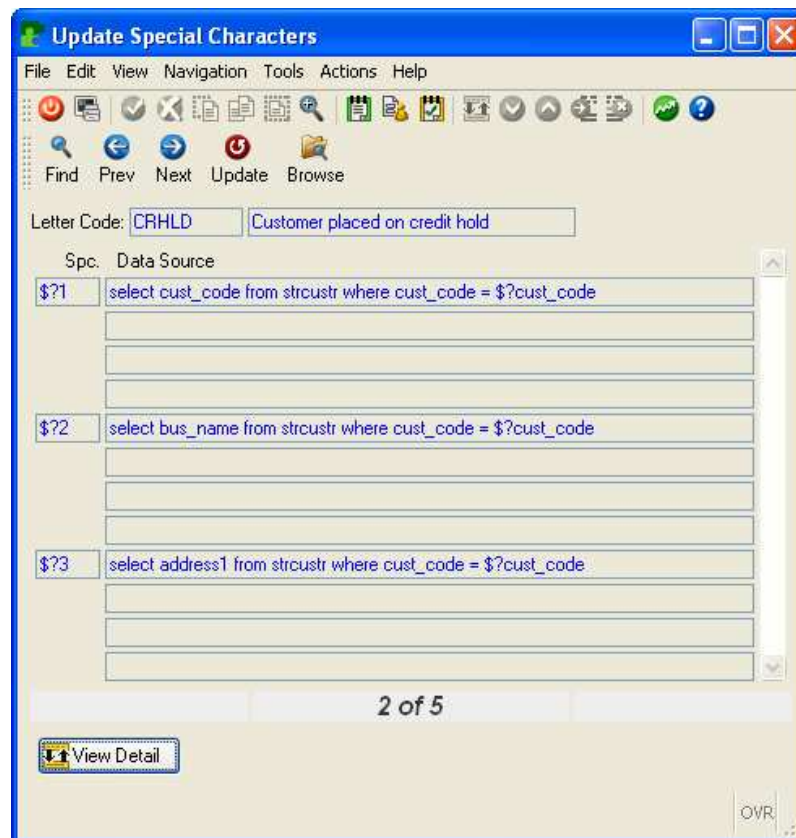 Update Special Characters
File Edit View Navigation Tools Actions Help
Find Prev Next Update Browse
Letter Code: CRHLD Customer placed on credit hold
Spc. Data Source
$?1 select cust_code from strcustr where cust_code = $?cust_code
$?2 select bus_name from strcustr where cust_code = $?cust_code
$?3 select address1 from strcustr where cust_code = $?cust_code
2 of 5
View Detail
OVR